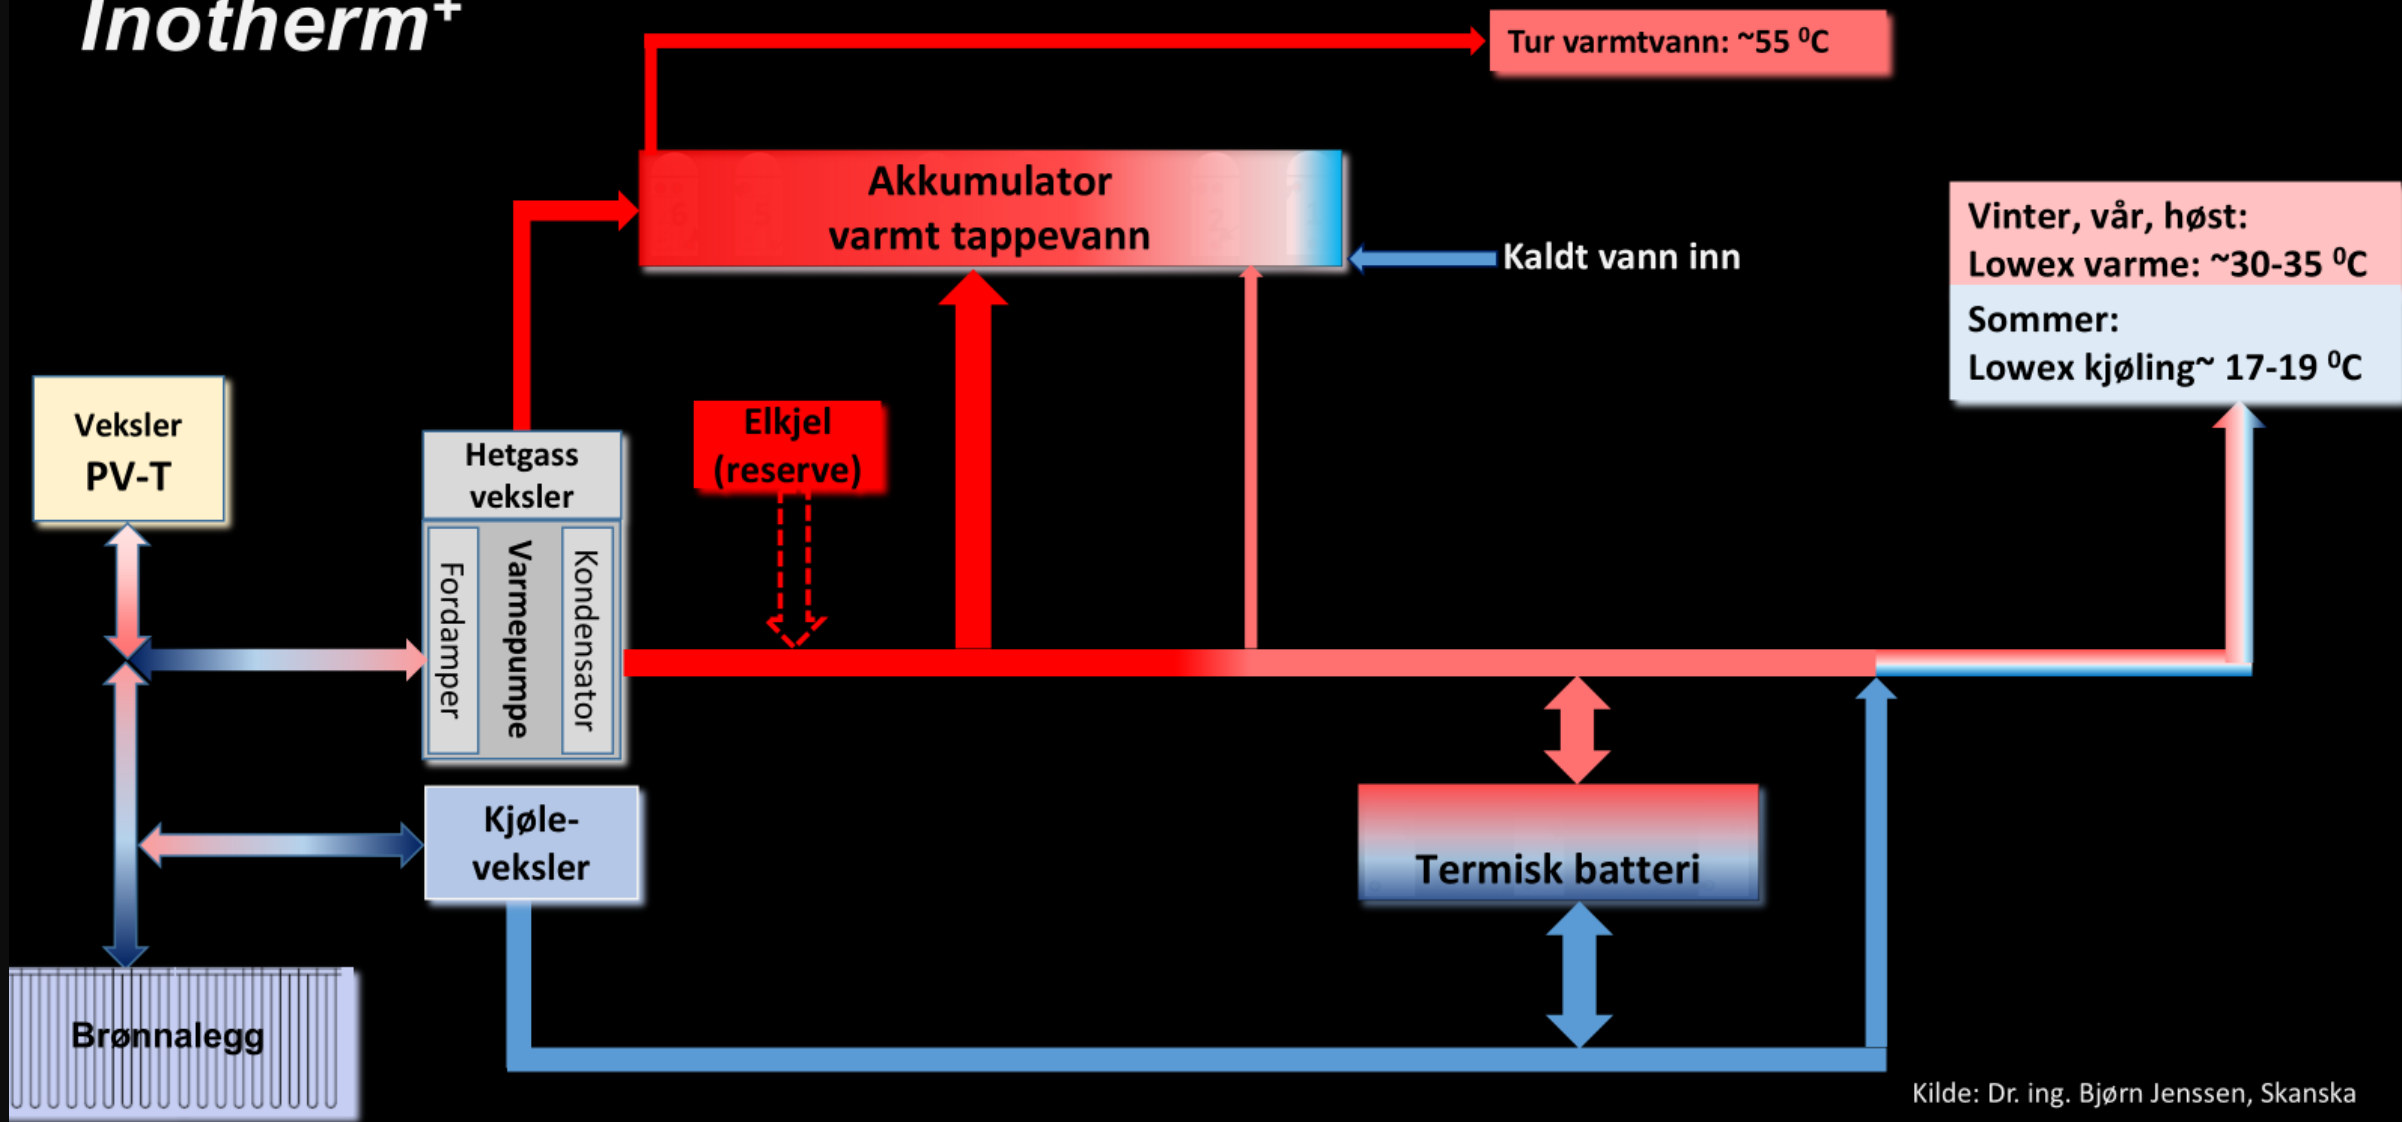 Inotherm⁺
Tur varmtvann: ~55 ⁰C
Akkumulator
varmt tappevann
Kaldt vann inn
Vinter, vår, høst:
Lowex varme: ~30-35 ⁰C
Sommer:
Lowex kjøling~ 17-19 ⁰C
Veksler
PV-T
Hetgass
veksler
Elkjel
(reserve)
Fordamper
Varmepumpe
Kondensator
Kjøle-
veksler
Termisk batteri
Brønnalegg
Kilde: Dr. ing. Bjørn Jenssen, Skanska